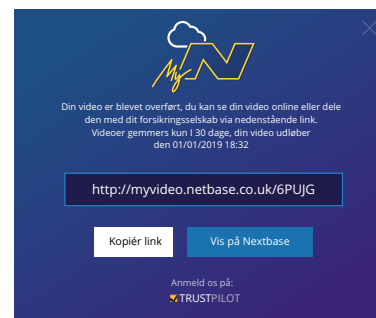 MyN
Din video er blevet overført, du kan se din video online eller dele
den med dit forsikringsselskab via nedenstående link.
Videoer gemmers kun I 30 dage, din video udløber
den 01/01/2019 18:32
http://myvideo.netbase.co.uk/6PUJG
Kopiér link
Vis på Nextbase
Anmeld os på:
TRUSTPILOT